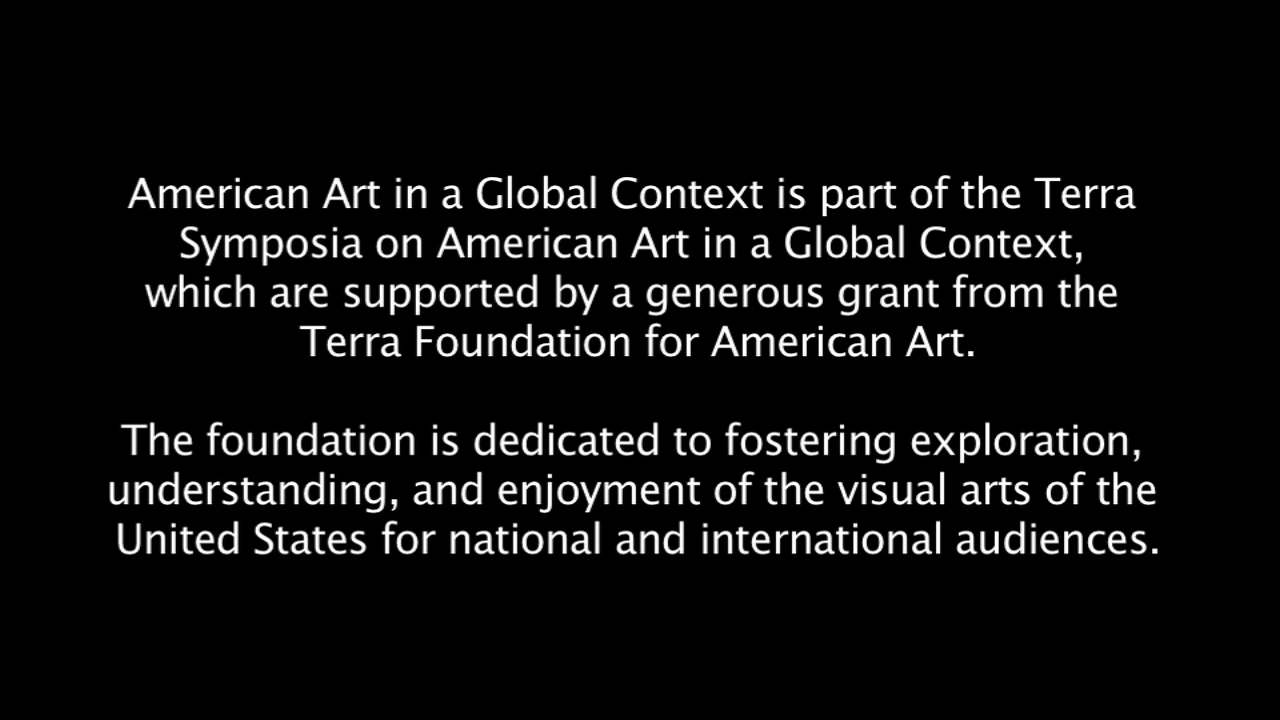 American Art in a Global Context is part of the Terra
Symposia on American Art in a Global Context,
which are supported by a generous grant from the
Terra Foundation for American Art.
The foundation is dedicated to fostering exploration,
understanding, and enjoyment of the visual arts of the
United States for national and international audiences.